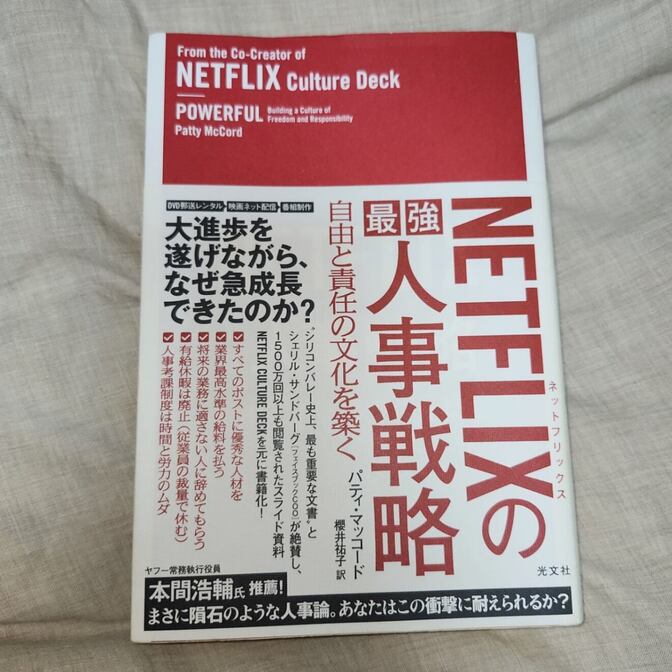 From the Co-Creator of
NETFLIX Culture Deck
POWERFUL Building a Culture of
Freedom and Responsibility
Patty McCord
NETFLIXの
ネットフリックス
最強
人事戦略
自由と責任の文化を築く
パティ・マッコード
櫻井祐子 訳
光文社
DVD郵送レンタル 映画ネット配信 番組制作
大進歩を
遂げながら、
なぜ急成長
できたのか?
"シリコンバレー史上、最も重要な文書"と
シェリル・サンドバーグ(フェイスブックCOO)が絶賛し、
1500万回以上も閲覧されたスライド資料
NETFLIX CULTURE DECKを元に書籍化!
すべてのポストに優秀な人材を
業界最高水準の給料を払う
将来の業務に適さない人に辞めてもらう
有給休暇は廃止(従業員の裁量で休む)
人事考課制度は時間と労力のムダ
ヤフー常務執行役員
本間浩輔氏 推薦!
まさに隕石のような人事論。あなたはこの衝撃に耐えられるか?